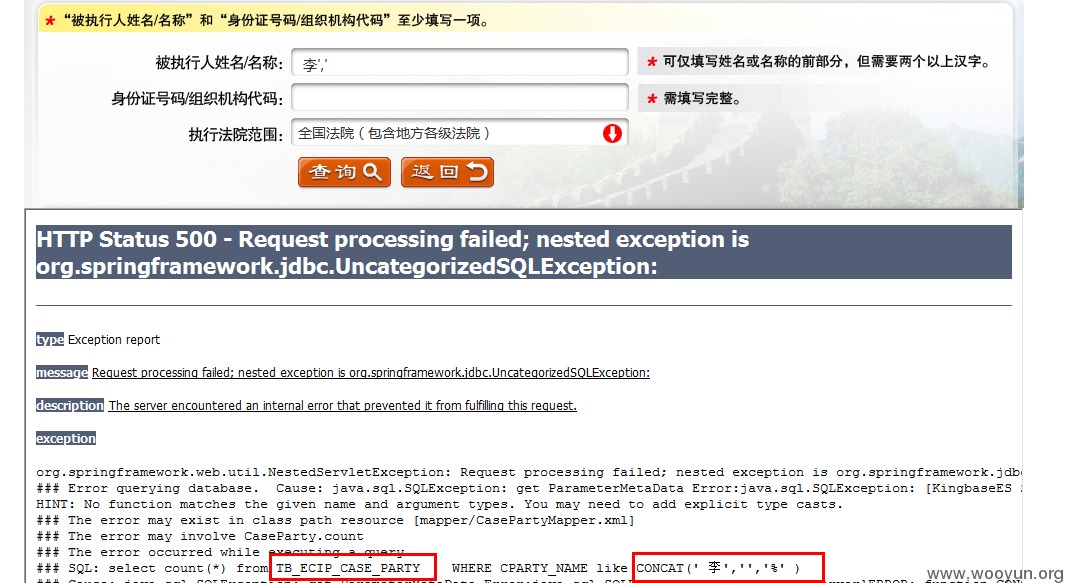 * “被执行人姓名/名称”和“身份证号码/组织机构代码”至少填写一项。
被执行人姓名/名称: 李',' * 可仅填写姓名或名称的前部分，但需要两个以上汉字。
身份证号码/组织机构代码: * 需填写完整。
执行法院范围: 全国法院（包含地方各级法院）
查询 返回
HTTP Status 500 - Request processing failed; nested exception is
org.springframework.jdbc.UncategorizedSQLException:
type Exception report
message Request processing failed; nested exception is org.springframework.jdbc.UncategorizedSQLException:
description The server encountered an internal error that prevented it from fulfilling this request.
exception
org.springframework.web.util.NestedServletException: Request processing failed; nested exception is org.springframework.jdbc
### Error querying database.  Cause: java.sql.SQLException: get ParameterMetaData Error:java.sql.SQLException: [KingbaseES
HINT: No function matches the given name and argument types. You may need to add explicit type casts.
### The error may exist in class path resource [mapper/CasePartyMapper.xml]
### The error may involve CaseParty.count
### The error occurred while executing a query
### SQL: select count(*) from TB_ECIP_CASE_PARTY   WHERE CPARTY_NAME like CONCAT(' 李','','%' )
www.wooyun.org